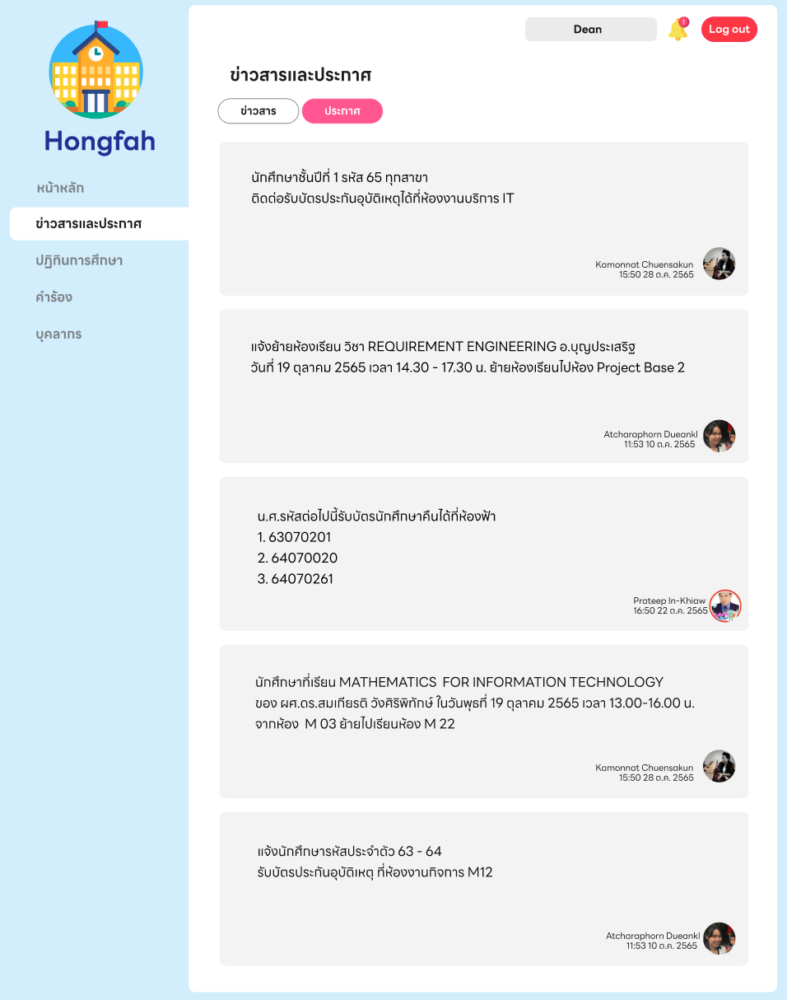 Dean
1
Log out
Hongfah
หน้าหลัก
ข่าวสารและประกาศ
ปฏิทินการศึกษา
คำร้อง
บุคลากร
ข่าวสารและประกาศ
ข่าวสาร
ประกาศ
นักศึกษาชั้นปีที่ 1 รหัส 65 ทุกสาขา
ติดต่อรับบัตรประกันอุบัติเหตุได้ที่ห้องงานบริการ IT
Kamonnat Chuensakun
15:50 28 ต.ค. 2565
แจ้งย้ายห้องเรียน วิชา REQUIREMENT ENGINEERING อ.บุญประเสริฐ
วันที่ 19 ตุลาคม 2565 เวลา 14.30 - 17.30 น. ย้ายห้องเรียนไปห้อง Project Base 2
Atcharaphorn Dueankl
11:53 10 ต.ค. 2565
น.ศ.รหัสต่อไปนี้รับบัตรนักศึกษาคืนได้ที่ห้องฟ้า
1. 63070201
2. 64070020
3. 64070261
Prateep In-Khiaw
16:50 22 ต.ค. 2565
นักศึกษาที่เรียน MATHEMATICS  FOR INFORMATION TECHNOLOGY
ของ ผศ.ดร.สมเกียรติ วังศิริพิทักษ์ ในวันพุธที่ 19 ตุลาคม 2565 เวลา 13.00-16.00 น.
จากห้อง  M 03 ย้ายไปเรียนห้อง M 22
Kamonnat Chuensakun
15:50 28 ต.ค. 2565
แจ้งนักศึกษารหัสประจำตัว 63 - 64
รับบัตรประกันอุบัติเหตุ ที่ห้องงานกิจการ M12
Atcharaphorn Dueankl
11:53 10 ต.ค. 2565